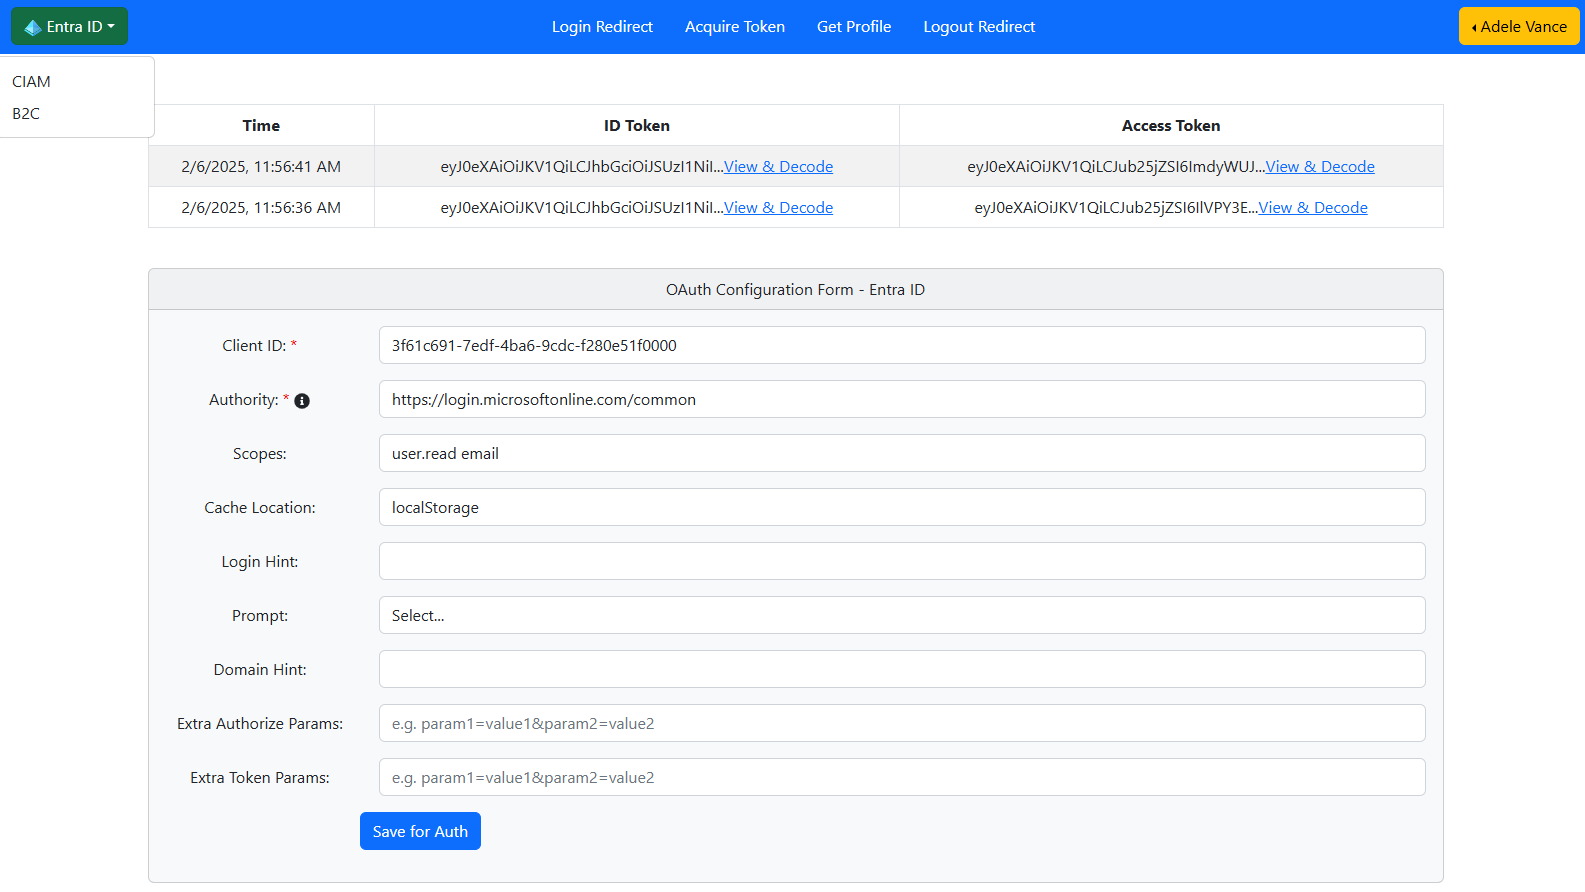 Entra ID Login Redirect Acquire Token Get Profile Logout Redirect Adele Vance
CIAM
B2C
Time ID Token Access Token
2/6/2025, 11:56:41 AM eyJ0eXAiOiJKV1QiLCJhbGciOiJSUzI1NiI...View & Decode eyJ0eXAiOiJKV1QiLCJub25jZSI6ImdyWUJ...View & Decode
2/6/2025, 11:56:36 AM eyJ0eXAiOiJKV1QiLCJhbGciOiJSUzI1NiI...View & Decode eyJ0eXAiOiJKV1QiLCJub25jZSI6IlVPY3E...View & Decode
OAuth Configuration Form - Entra ID
Client ID: * 3f61c691-7edf-4ba6-9cdc-f280e51f0000
Authority: * https://login.microsoftonline.com/common
Scopes: user.read email
Cache Location: localStorage
Login Hint:
Prompt: Select...
Domain Hint:
Extra Authorize Params: e.g. param1=value1&param2=value2
Extra Token Params: e.g. param1=value1&param2=value2
Save for Auth